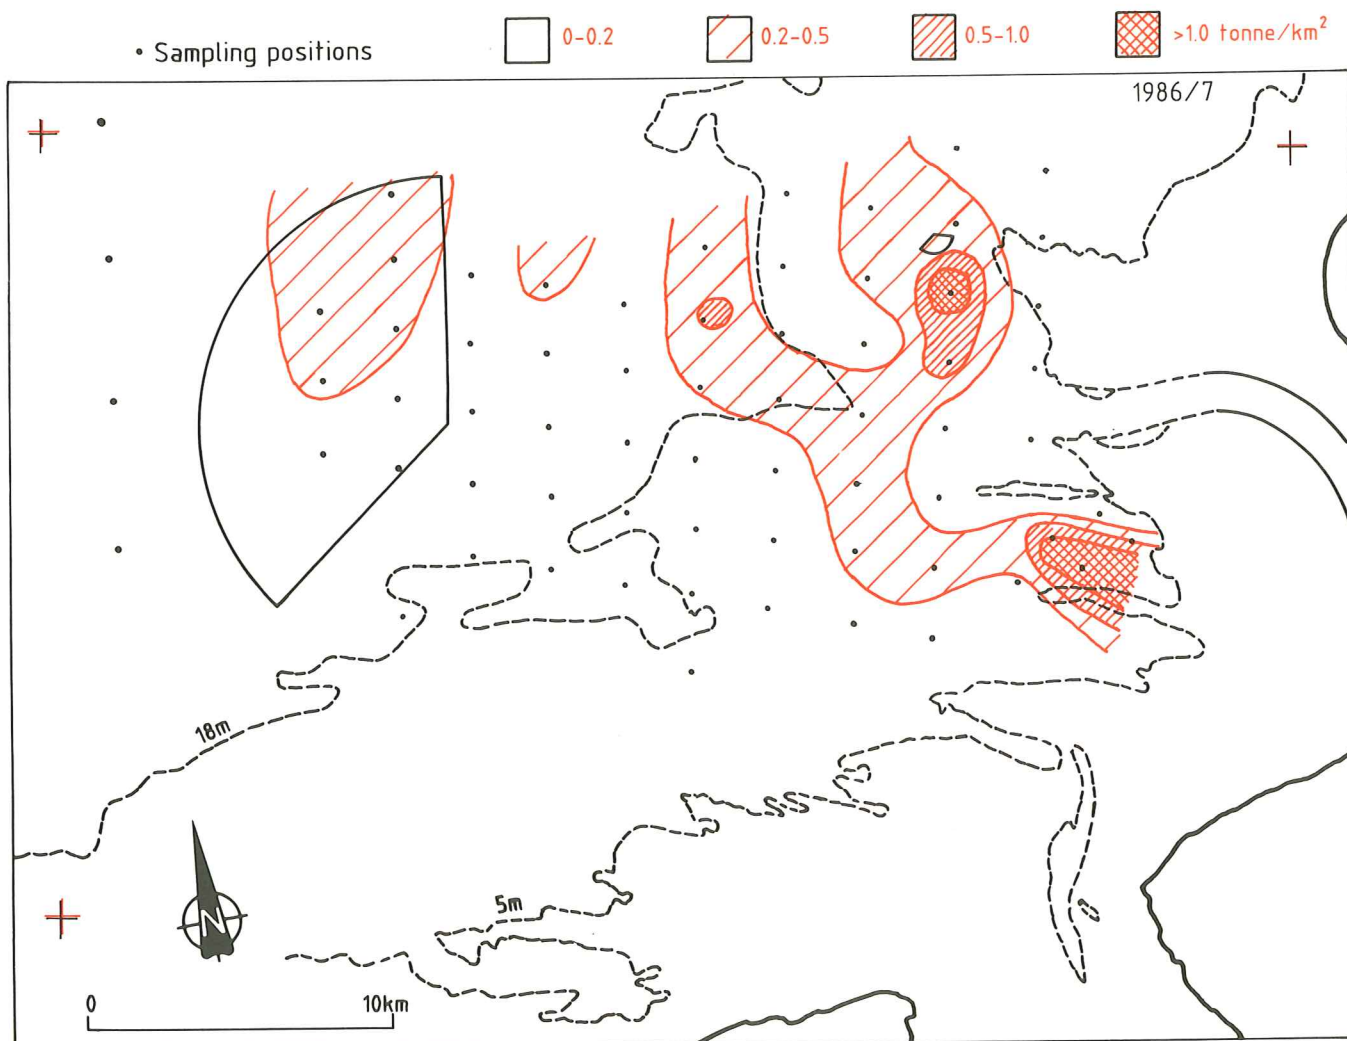 • Sampling positions
0-0.2
0.2-0.5
0.5-1.0
>1.0 tonne/km²
1986/7
18m
5m
N
0
10km